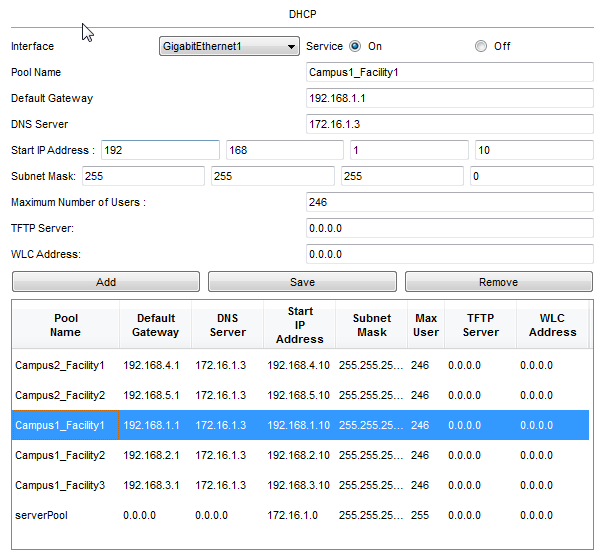 DHCP
Interface GigabitEthernet1 Service On Off
Pool Name Campus1_Facility1
Default Gateway 192.168.1.1
DNS Server 172.16.1.3
Start IP Address : 192 168 1 10
Subnet Mask: 255 255 255 0
Maximum Number of Users : 246
TFTP Server: 0.0.0.0
WLC Address: 0.0.0.0
Add Save Remove
Pool Name Default Gateway DNS Server Start IP Address Subnet Mask Max User TFTP Server WLC Address
Campus2_Facility1 192.168.4.1 172.16.1.3 192.168.4.10 255.255.25... 246 0.0.0.0 0.0.0.0
Campus2_Facility2 192.168.5.1 172.16.1.3 192.168.5.10 255.255.25... 246 0.0.0.0 0.0.0.0
Campus1_Facility1 192.168.1.1 172.16.1.3 192.168.1.10 255.255.25... 246 0.0.0.0 0.0.0.0
Campus1_Facility2 192.168.2.1 172.16.1.3 192.168.2.10 255.255.25... 246 0.0.0.0 0.0.0.0
Campus1_Facility3 192.168.3.1 172.16.1.3 192.168.3.10 255.255.25... 246 0.0.0.0 0.0.0.0
serverPool 0.0.0.0 0.0.0.0 172.16.1.0 255.255.25... 255 0.0.0.0 0.0.0.0